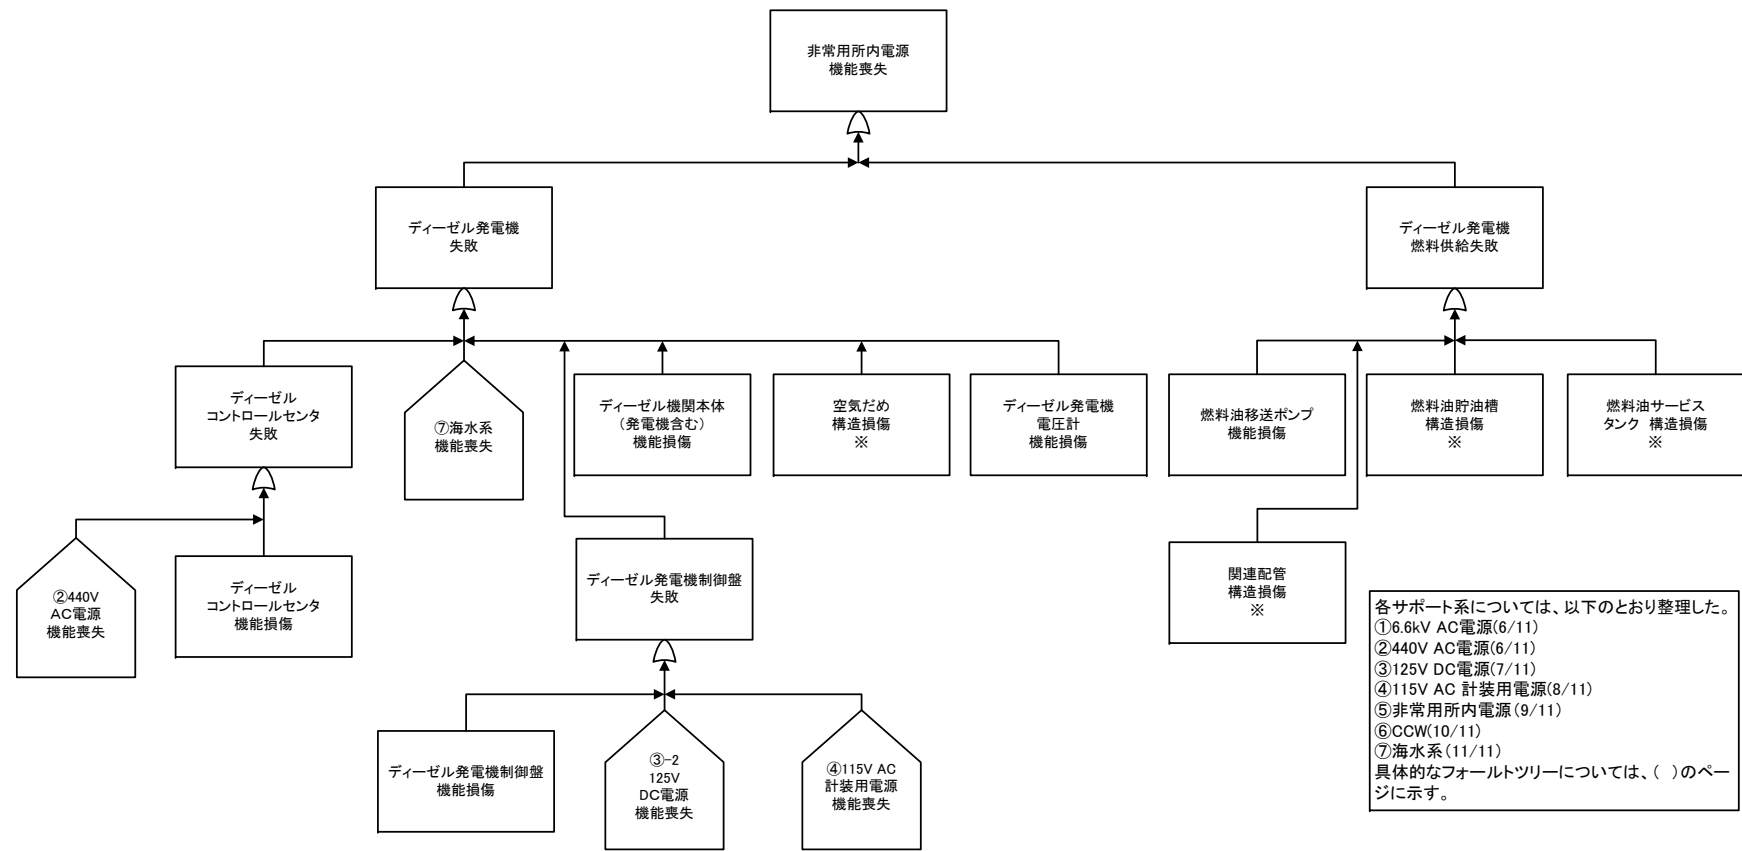 非常用所内電源
機能喪失
ディーゼル発電機
失敗
ディーゼル発電機
燃料供給失敗
ディーゼル
コントロールセンタ
失敗
⑦海水系
機能喪失
ディーゼル機関本体
（発電機含む）
機能損傷
空気だめ
構造損傷
※
ディーゼル発電機
電圧計
機能損傷
燃料油移送ポンプ
機能損傷
燃料油貯油槽
構造損傷
※
燃料油サービス
タンク 構造損傷
※
②440V
AC電源
機能喪失
ディーゼル
コントロールセンタ
機能損傷
ディーゼル発電機制御盤
失敗
関連配管
構造損傷
※
ディーゼル発電機制御盤
機能損傷
③-2
125V
DC電源
機能喪失
④115V AC
計装用電源
機能喪失
各サポート系については、以下のとおり整理した。
①6.6kV AC電源(6/11)
②440V AC電源(6/11)
③125V DC電源(7/11)
④115V AC 計装用電源(8/11)
⑤非常用所内電源(9/11)
⑥CCW(10/11)
⑦海水系(11/11)
具体的なフォールトツリーについては、( )のペー
ジに示す。